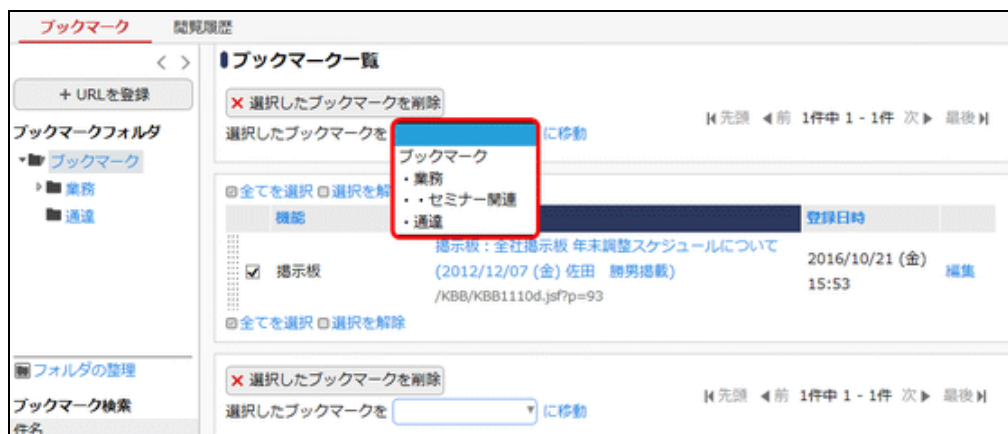 ブックマーク 閲覧履歴
< >
+ URLを登録
ブックマークフォルダ
ブックマーク
業務
通達
フォルダの整理
ブックマーク検索
件名
ブックマーク一覧
× 選択したブックマークを削除
先頭 前 1件中 1 - 1件 次 最後
選択したブックマークを に移動
ブックマーク
・業務
・・セミナー関連
・通達
全てを選択 選択を解
機能 登録日時
掲示板
掲示板：全社掲示板 年末調整スケジュールについて
(2012/12/07 (金) 佐田 勝男掲載)
/KBB/KBB1110d.jsf?p=93
2016/10/21 (金)
15:53
編集
全てを選択 選択を解除
× 選択したブックマークを削除
先頭 前 1件中 1 - 1件 次 最後
選択したブックマークを に移動